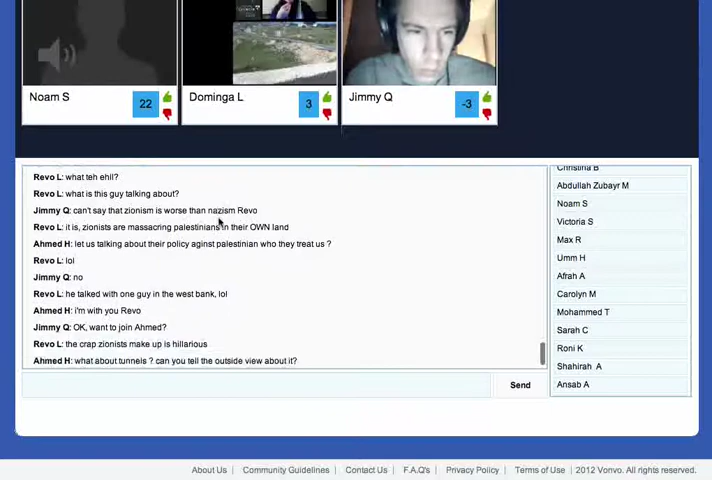 Noam S
22
Dominga L
3
Jimmy Q
-3
Revo L: what teh ehll?
Revo L: what is this guy talking about?
Jimmy Q: can't say that zionism is worse than nazism Revo
Revo L: it is, zionists are massacring palestinians in their OWN land
Ahmed H: let us talking about their policy aginst palestinian who they treat us ?
Revo L: lol
Jimmy Q: no
Revo L: he talked with one guy in the west bank, lol
Ahmed H: i'm with you Revo
Jimmy Q: OK, want to join Ahmed?
Revo L: the crap zionists make up is hillarious
Ahmed H: what about tunnels ? can you tell the outside view about it?
Send
Christina B
Abdullah Zubayr M
Noam S
Victoria S
Max R
Umm H
Afrah A
Carolyn M
Mohammed T
Sarah C
Roni K
Shahirah A
Ansab A
About Us | Community Guidelines | Contact Us | F.A.Q's | Privacy Policy | Terms of Use | 2012 Vonvo. All rights reserved.